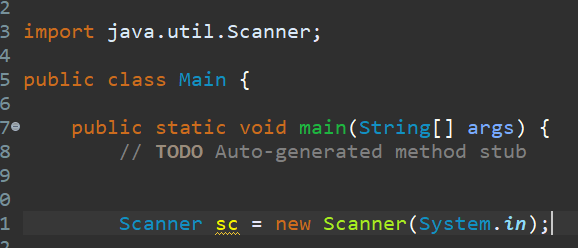 2
3 import java.util.Scanner;
4
5 public class Main {
6
7 public static void main(String[] args) {
8 // TODO Auto-generated method stub
9
0
1 Scanner sc = new Scanner(System.in);
2